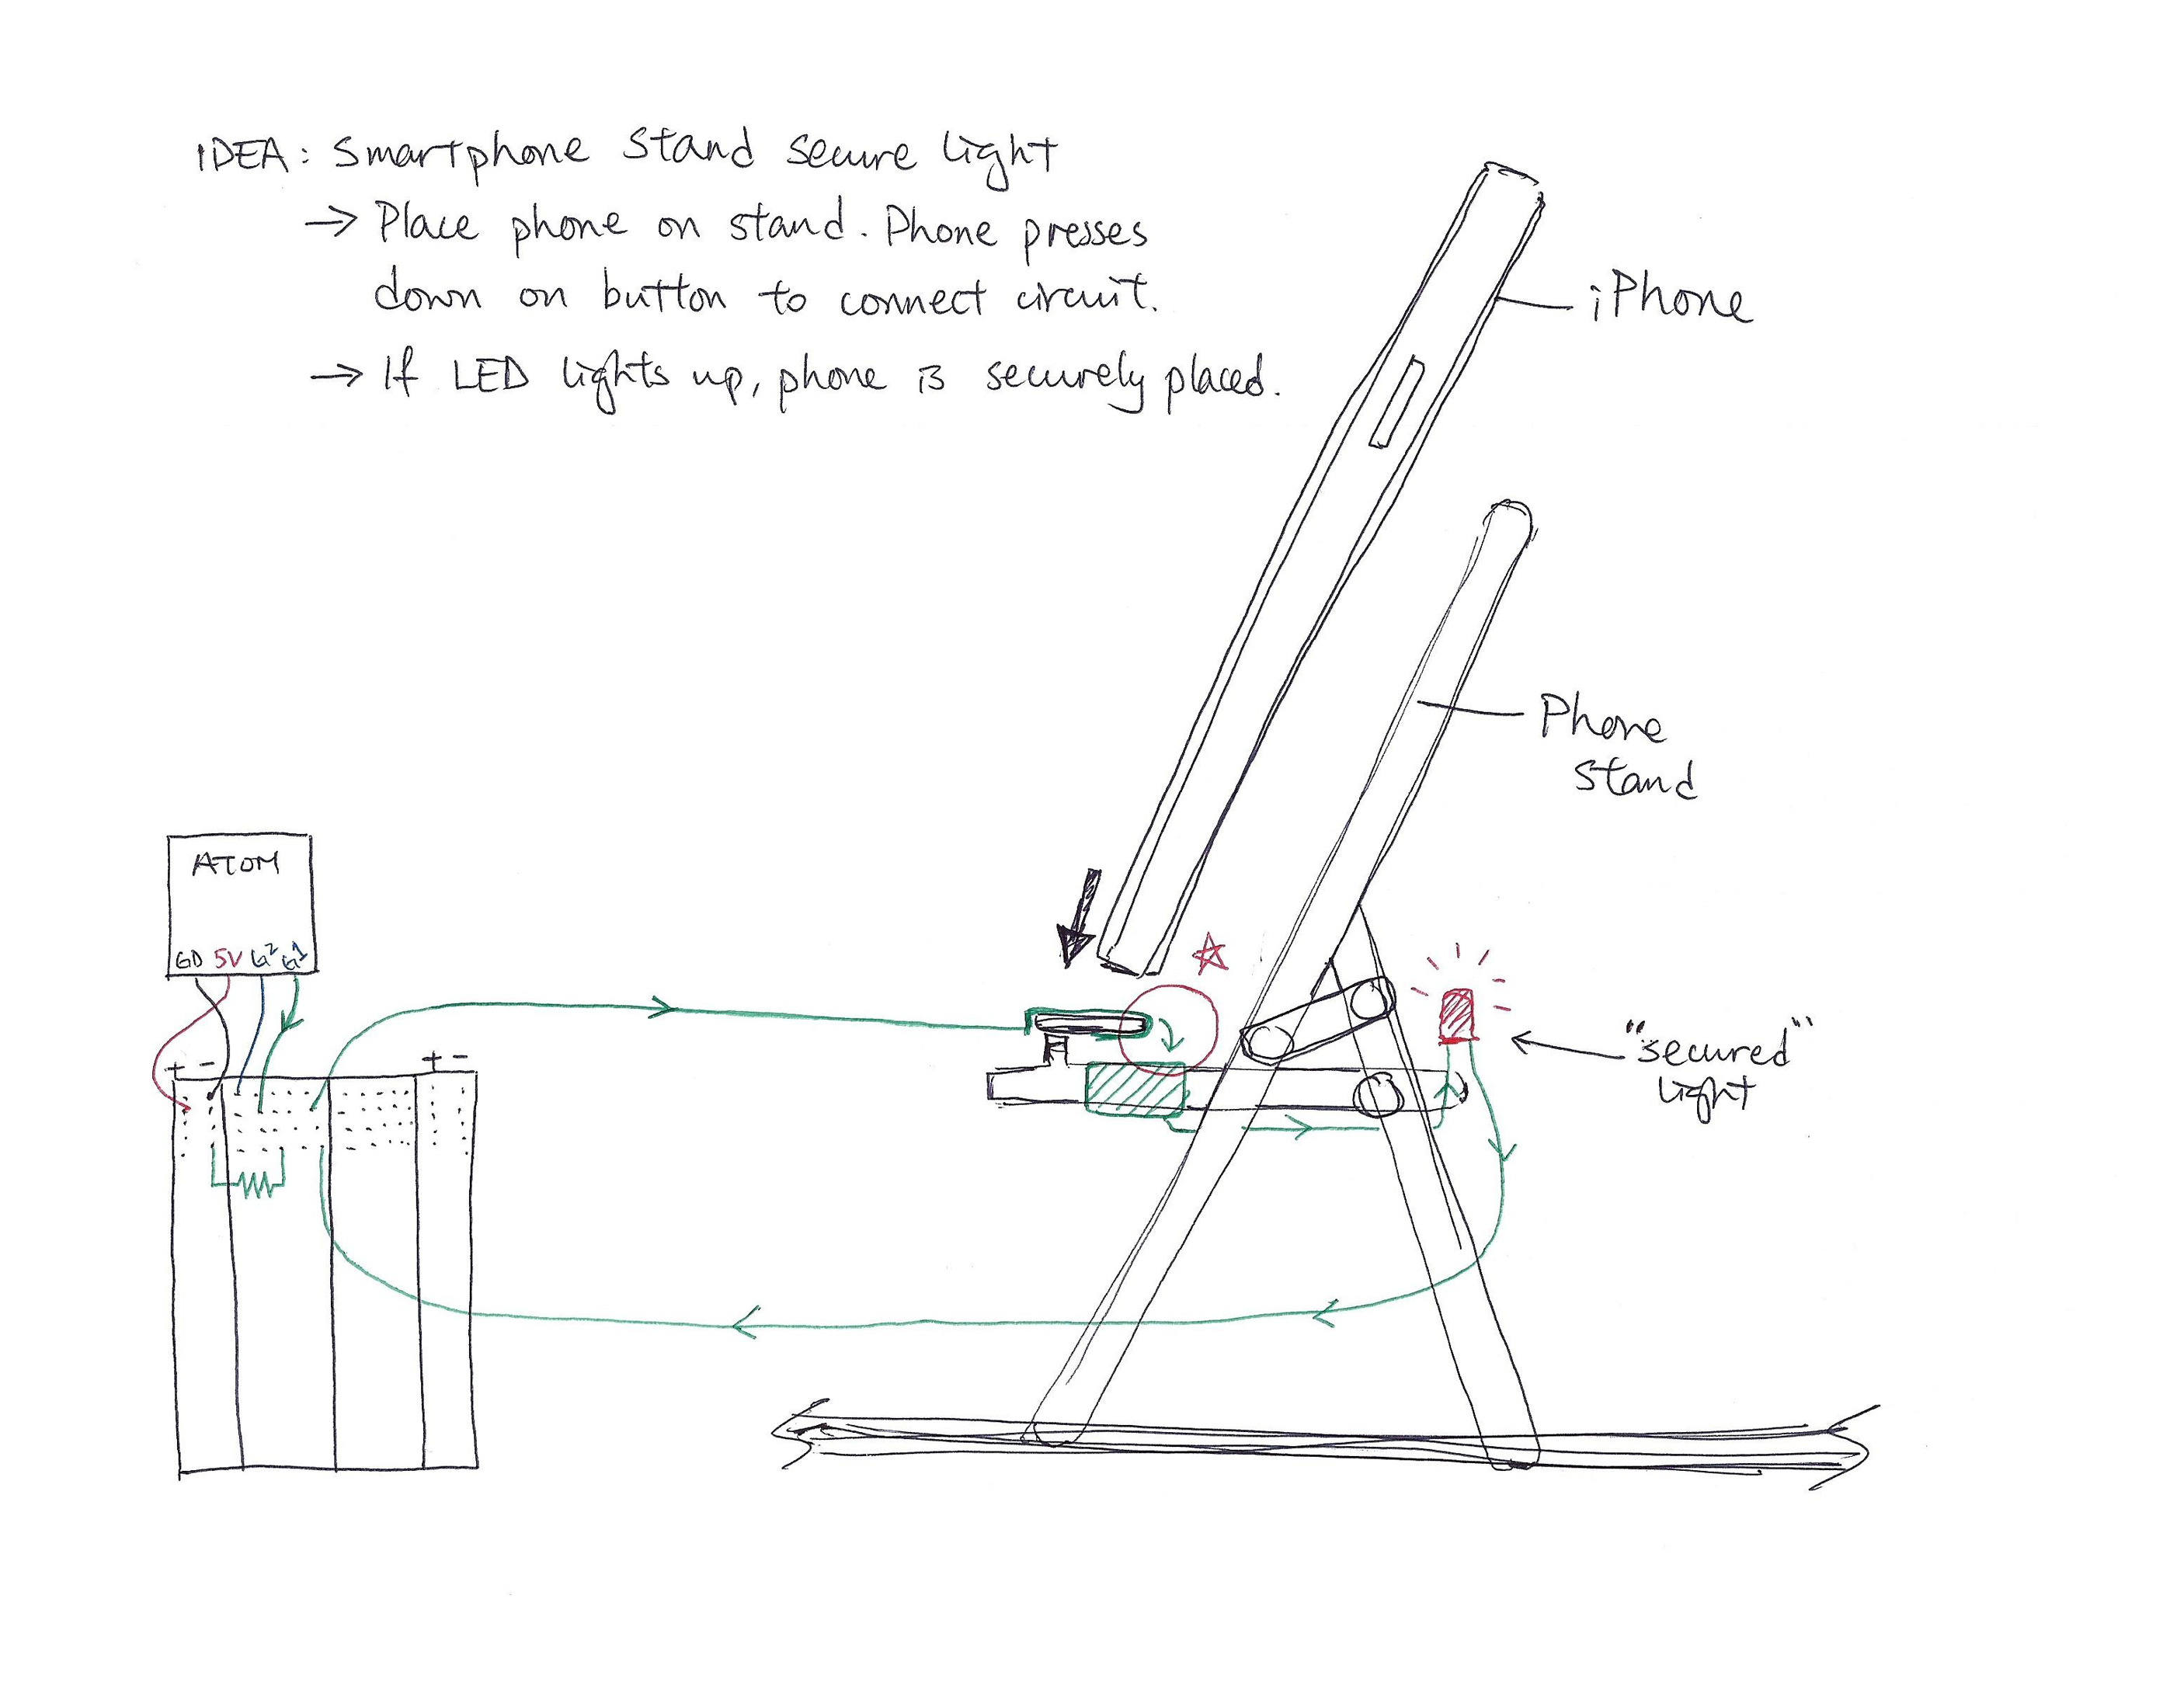 IDEA: Smartphone stand secure light
→ Place phone on stand. Phone presses
down on button to connect circuit.
→ If LED lights up, phone is securely placed.
iPhone
Phone
stand
ATOM
GD 5V G2 G1
+ -
+ -
"secured"
light